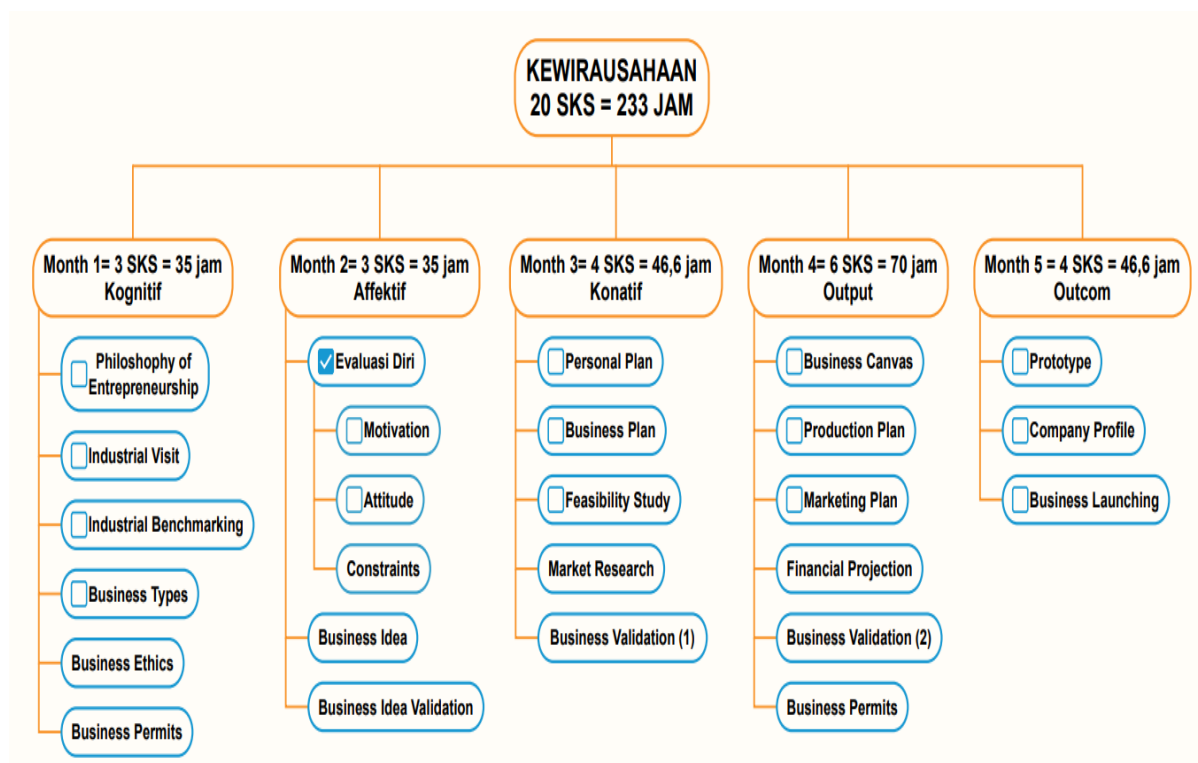 KEWIRAUSAHAAN
20 SKS = 233 JAM
Month 1= 3 SKS = 35 jam
Kognitif
Philoshophy of
Entrepreneurship
Industrial Visit
Industrial Benchmarking
Business Types
Business Ethics
Business Permits
Month 2= 3 SKS = 35 jam
Affektif
Evaluasi Diri
Motivation
Attitude
Constraints
Business Idea
Business Idea Validation
Month 3= 4 SKS = 46,6 jam
Konatif
Personal Plan
Business Plan
Feasibility Study
Market Research
Business Validation (1)
Month 4= 6 SKS = 70 jam
Output
Business Canvas
Production Plan
Marketing Plan
Financial Projection
Business Validation (2)
Business Permits
Month 5 = 4 SKS = 46,6 jam
Outcom
Prototype
Company Profile
Business Launching